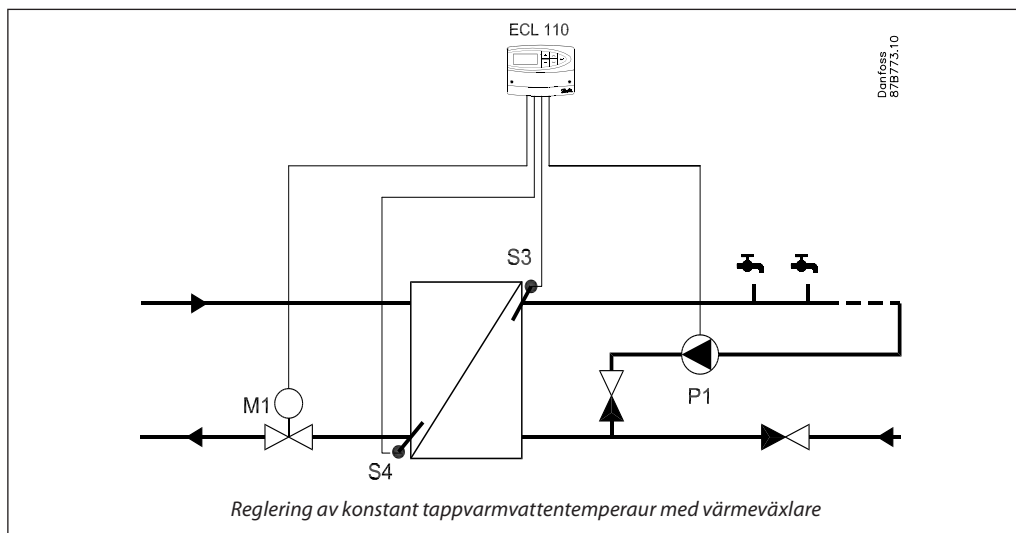 ECL 110
Danfoss
87B773.10
S3
P1
M1
S4
Reglering av konstant tappvarmvattentemperaur med värmeväxlare